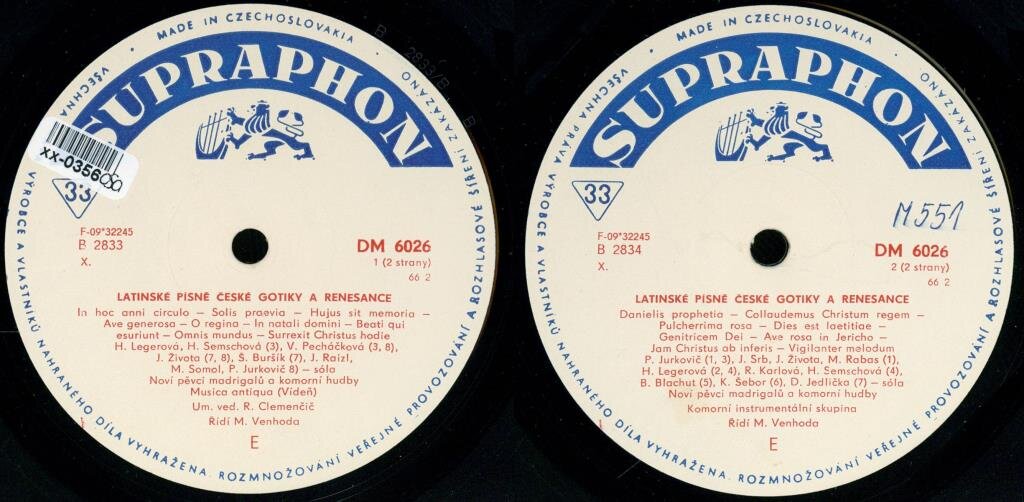 MADE IN CZECHOSLOVAKIA
SUPRAPHON
VŠECHNA
VÝROBCE A VLASTNÍKŮ NAHRANÉHO DÍLA VYHRAŽENA. ROZMNOŽOVÁNÍ VEŘEJNÉ PROVOZOVÁNÍ A ROZHLASOVÉ ŠÍŘENÍ ZAKÁZÁNO
xx-0356
33
F-09*32245
B 2833
X.
DM 6026
1 (2 strany)
66 2
LATINSKÉ PÍSNĚ ČESKÉ GOTIKY A RENESANCE
In hoc anni circulo — Solis praevia — Hujus sit memoria —
Ave generosa — O regina — In natali domini — Beati qui
esuriunt — Omnis mundus — Surrexit Christus hodie
H. Legerová, H. Semschová (3), V. Pecháčková (3, 8),
J. Života (7, 8), Š. Buršík (7), J. Raizl,
M. Somol, P. Jurkovič 8) — sóla
Noví pěvci madrigalů a komorní hudby
Musica antiqua (Vídeň)
Um. ved. R. Clemenčič
Řídí M. Venhoda
E
MADE IN CZECHOSLOVAKIA
SUPRAPHON
VŠECHNA PRÁVA VÝROBCE A VLASTNÍKŮ NAHRANÉHO DÍLA VYHRAŽENA. ROZMNOŽOVÁNÍ VEŘEJNÉ PROVOZOVÁNÍ A ROZHLASOVÉ ŠÍŘENÍ ZAKÁZÁNO
33
M 551
F-09*32245
B 2834
X.
DM 6026
2 (2 strany)
66 2
LATINSKÉ PÍSNĚ ČESKÉ GOTIKY A RENESANCE
Danielis prophetia — Collaudemus Christum regem —
Pulcherrima rosa — Dies est laetitiae —
Genitricem Dei — Ave rosa in Jericho —
Jam Christus ab inferis — Vigilanter melodum
P. Jurkovič (1, 3), J. Srb, J. Života, M. Rabas (1),
H. Legerová (2, 4), R. Karlová, H. Semschová (4),
B. Blachut (5), K. Šebor (6), D. Jedlička (7) — sóla
Noví pěvci madrigalů a komorní hudby
Komorní instrumentální skupina
Řídí M. Venhoda
E